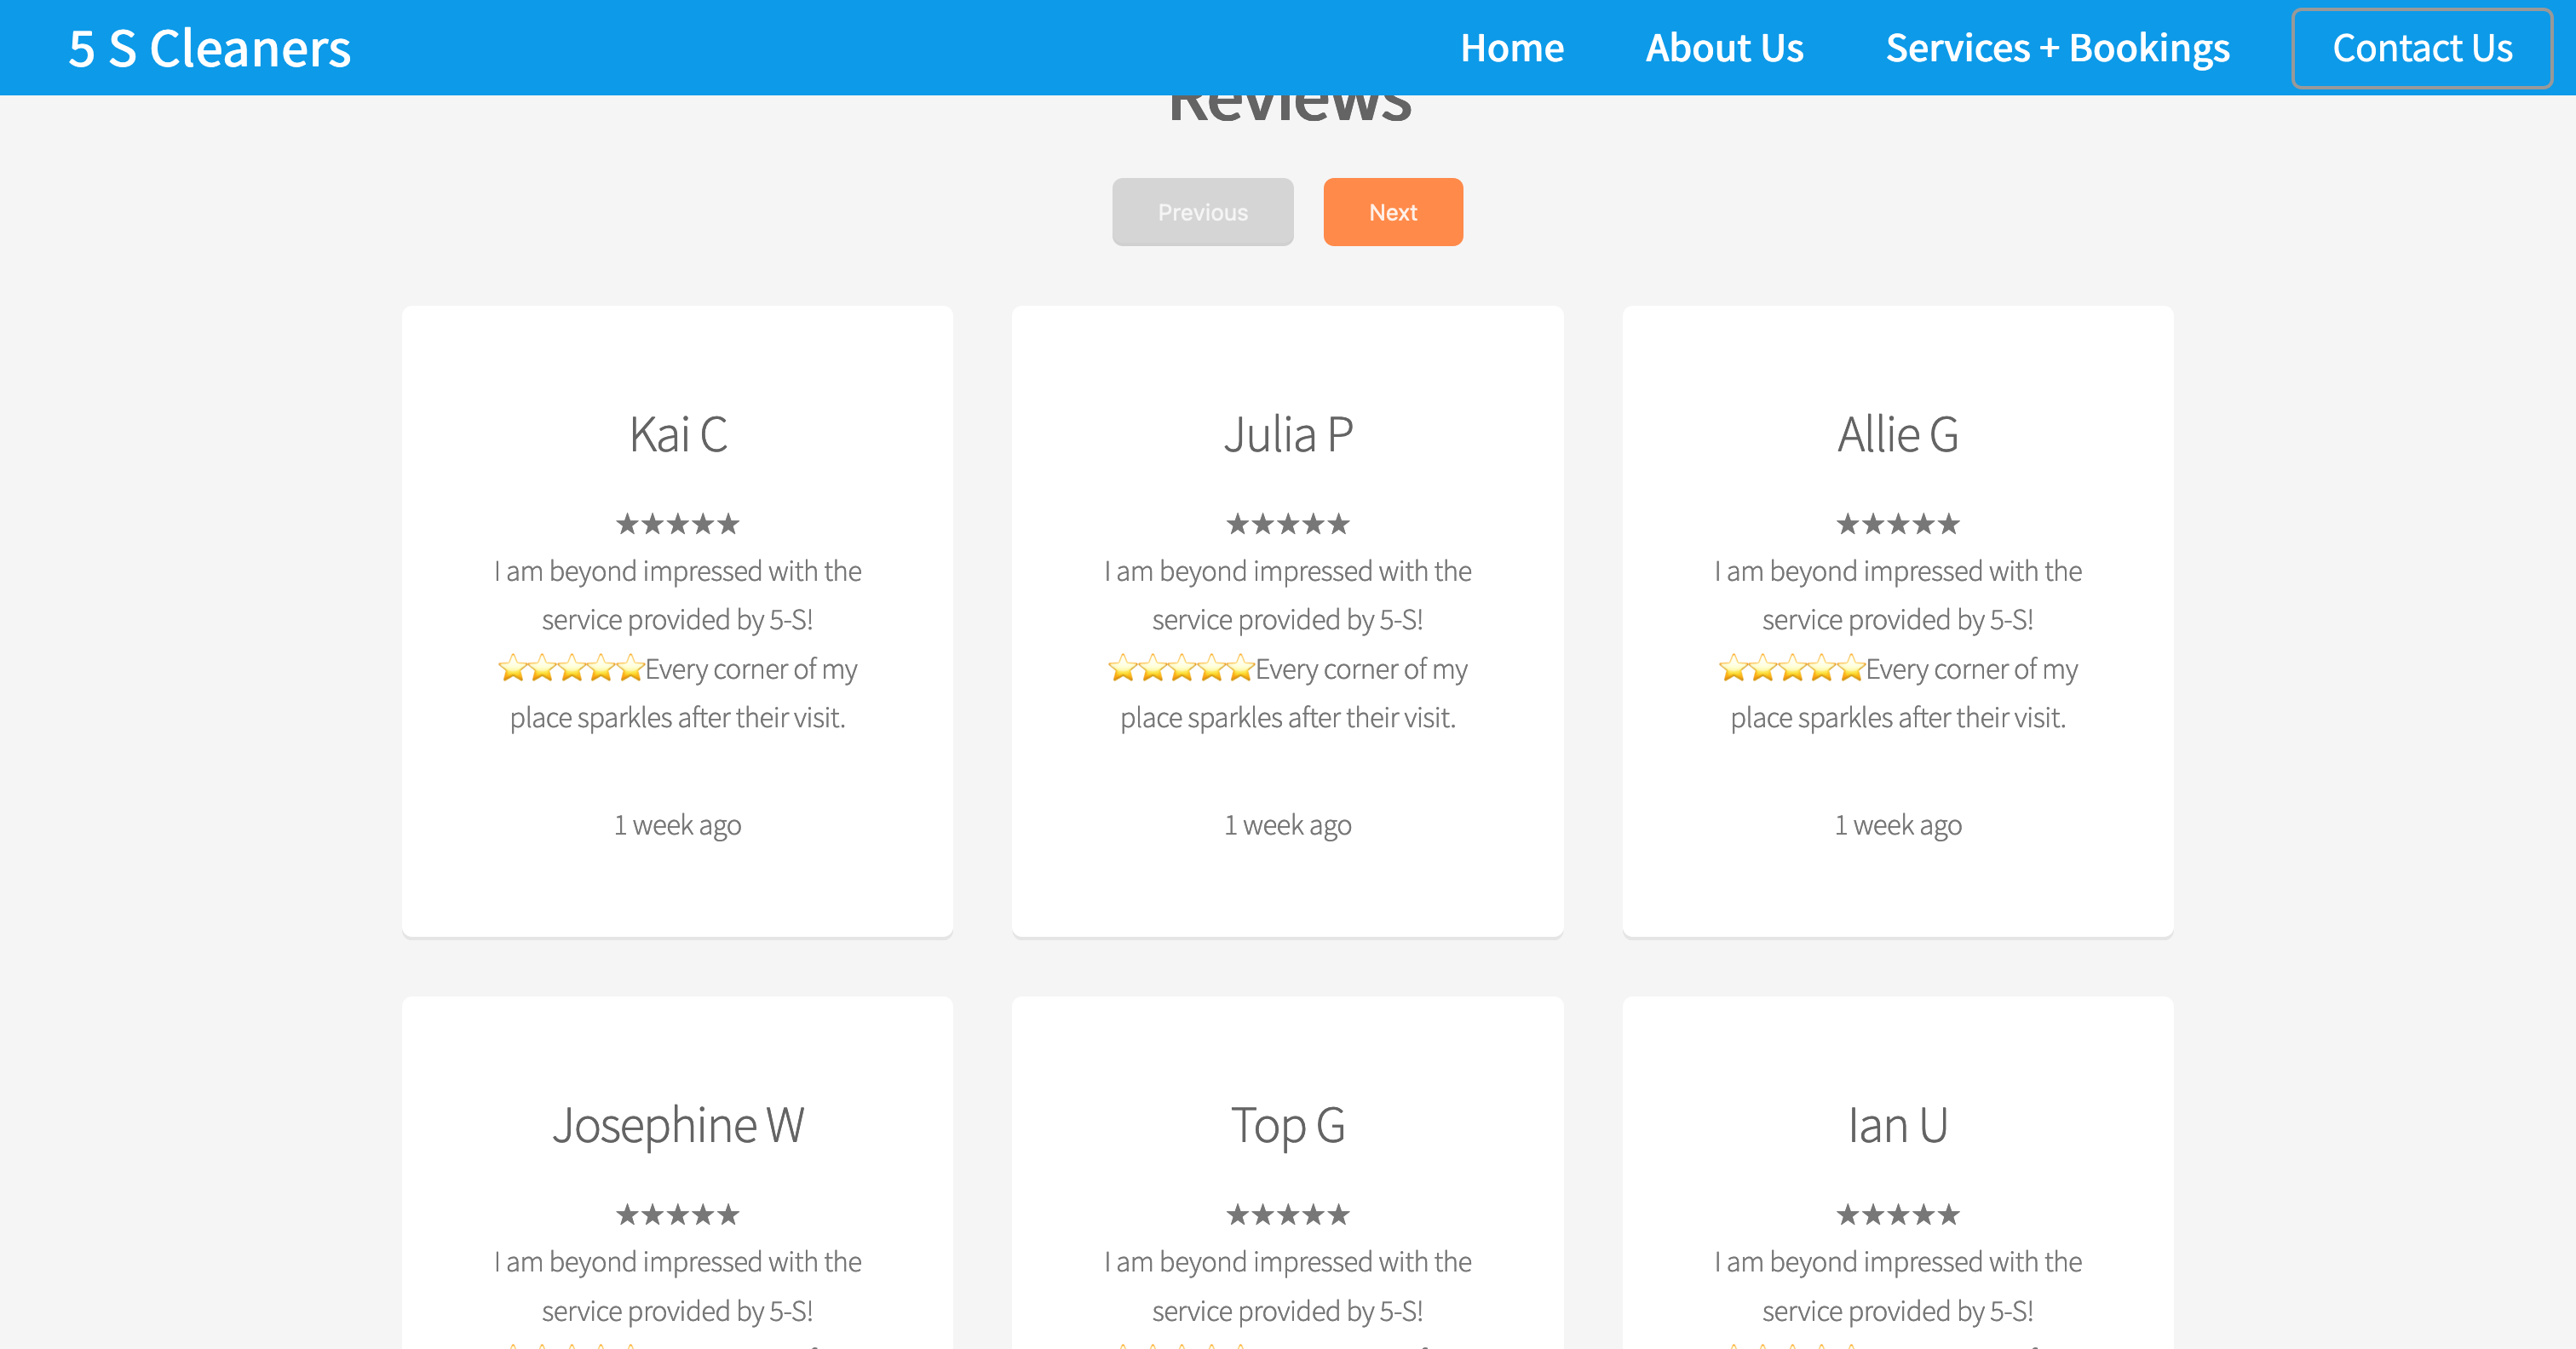 5 S Cleaners Home About Us Services + Bookings Contact Us
Reviews
Previous Next
Kai C
★★★★★
I am beyond impressed with the
service provided by 5-S!
⭐⭐⭐⭐⭐Every corner of my
place sparkles after their visit.
1 week ago
Julia P
★★★★★
I am beyond impressed with the
service provided by 5-S!
⭐⭐⭐⭐⭐Every corner of my
place sparkles after their visit.
1 week ago
Allie G
★★★★★
I am beyond impressed with the
service provided by 5-S!
⭐⭐⭐⭐⭐Every corner of my
place sparkles after their visit.
1 week ago
Josephine W
★★★★★
I am beyond impressed with the
service provided by 5-S!
Top G
★★★★★
I am beyond impressed with the
service provided by 5-S!
Ian U
★★★★★
I am beyond impressed with the
service provided by 5-S!